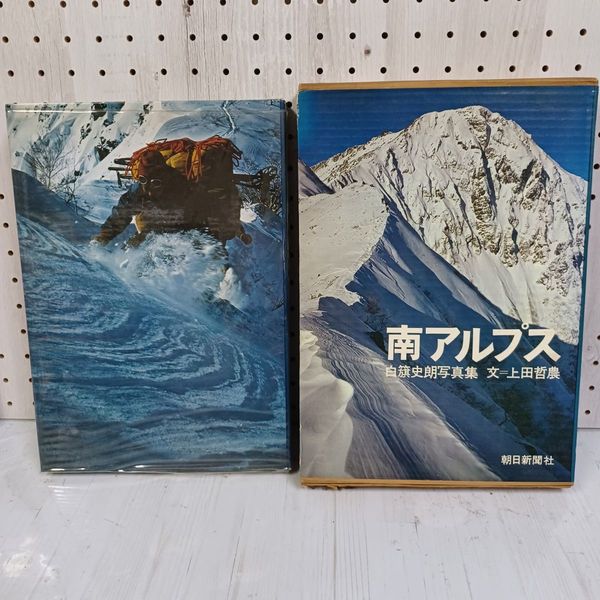 南アルプス
白籏史朗写真集 文=上田哲農
朝日新聞社